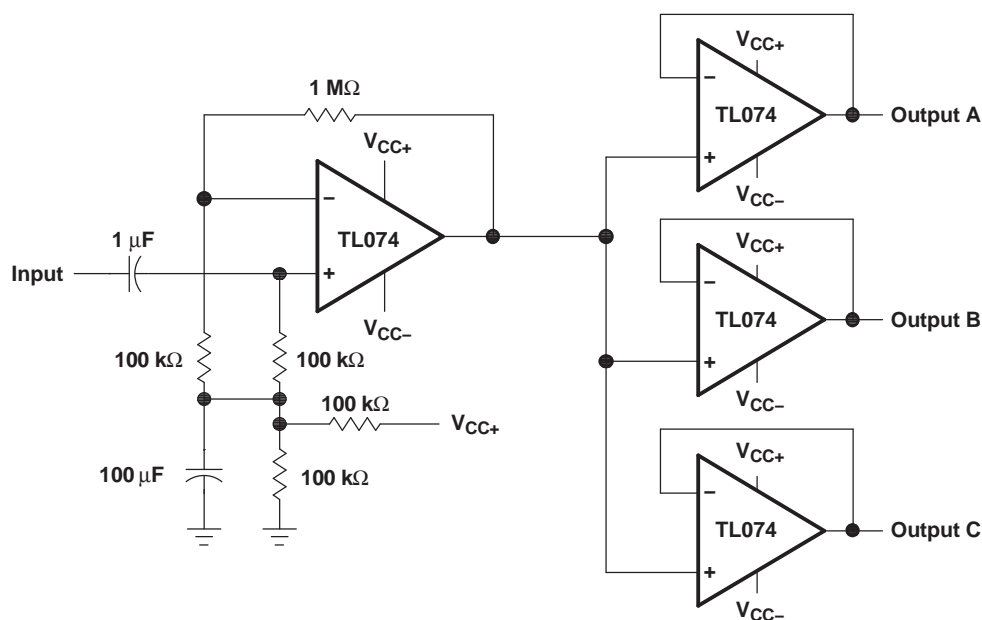 1 MΩ
VCC+
−
TL074
+
VCC−
1 μF
Input
100 kΩ
100 kΩ
100 kΩ
VCC+
100 μF
100 kΩ
VCC+
−
TL074
+
VCC−
Output A
VCC+
−
TL074
+
VCC−
Output B
VCC+
−
TL074
+
VCC−
Output C